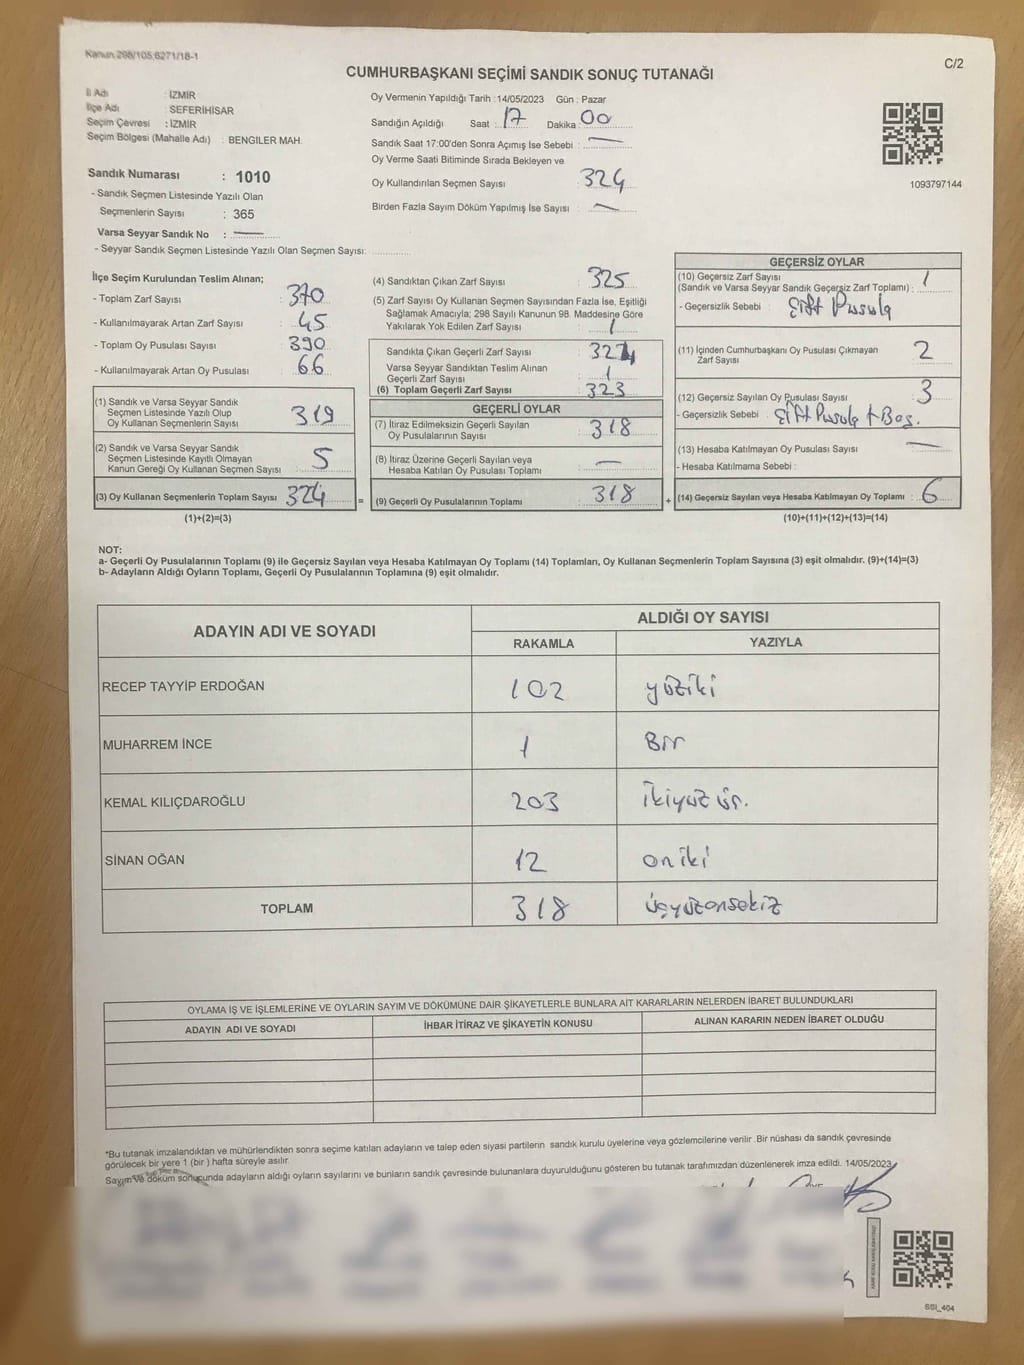 Kanun 298/105,6271/18-1
C/2
CUMHURBAŞKANI SEÇİMİ SANDIK SONUÇ TUTANAĞI
İl Adı : İZMİR
İlçe Adı : SEFERİHİSAR
Seçim Çevresi : İZMİR
Seçim Bölgesi (Mahalle Adı) : BENGİLER MAH.
Sandık Numarası : 1010
- Sandık Seçmen Listesinde Yazılı Olan
Seçmenlerin Sayısı : 365
Varsa Seyyar Sandık No :
- Seyyar Sandık Seçmen Listesinde Yazılı Olan Seçmen Sayısı:
Oy Vermenin Yapıldığı Tarih : 14/05/2023 Gün : Pazar
Sandığın Açıldığı Saat : 17 Dakika : 00
Sandık Saat 17:00'den Sonra Açımış İse Sebebi : —
Oy Verme Saati Bitiminde Sırada Bekleyen ve
Oy Kullandırılan Seçmen Sayısı : 324
Birden Fazla Sayım Döküm Yapılmış İse Sayısı : —
1093797144
İlçe Seçim Kurulundan Teslim Alınan;
- Toplam Zarf Sayısı : 370
- Kullanılmayarak Artan Zarf Sayısı : 45
- Toplam Oy Pusulası Sayısı : 390
- Kullanılmayarak Artan Oy Pusulası : 66
(1) Sandık ve Varsa Seyyar Sandık
Seçmen Listesinde Yazılı Olup
Oy Kullanan Seçmenlerin Sayısı : 319
(2) Sandık ve Varsa Seyyar Sandık
Seçmen Listesinde Kayıtlı Olmayan
Kanun Gereği Oy Kullanan Seçmen Sayısı : 5
(3) Oy Kullanan Seçmenlerin Toplam Sayısı : 324
(1)+(2)=(3)
(4) Sandıktan Çıkan Zarf Sayısı : 325
(5) Zarf Sayısı Oy Kullanan Seçmen Sayısından Fazla İse, Eşitliği
Sağlamak Amacıyla; 298 Sayılı Kanunun 98. Maddesine Göre
Yakılarak Yok Edilen Zarf Sayısı : 1
Sandıkta Çıkan Geçerli Zarf Sayısı : 324
Varsa Seyyar Sandıktan Teslim Alınan
Geçerli Zarf Sayısı : 1
(6) Toplam Geçerli Zarf Sayısı : 323
GEÇERLİ OYLAR
(7) İtiraz Edilmeksizin Geçerli Sayılan
Oy Pusulalarının Sayısı : 318
(8) İtiraz Üzerine Geçerli Sayılan veya
Hesaba Katılan Oy Pusulası Toplamı : —
= (9) Geçerli Oy Pusulalarının Toplamı : 318
GEÇERSİZ OYLAR
(10) Geçersiz Zarf Sayısı
(Sandık ve Varsa Seyyar Sandık Geçersiz Zarf Toplamı) : 1
- Geçersizlik Sebebi : Çift Pusula
(11) İçinden Cumhurbaşkanı Oy Pusulası Çıkmayan
Zarf Sayısı : 2
(12) Geçersiz Sayılan Oy Pusulası Sayısı : 3
- Geçersizlik Sebebi : Çift Pusula + Boş.
(13) Hesaba Katılmayan Oy Pusulası Sayısı : —
- Hesaba Katılmama Sebebi :
+ (14) Geçersiz Sayılan veya Hesaba Katılmayan Oy Toplamı : 6
(10)+(11)+(12)+(13)=(14)
NOT:
a- Geçerli Oy Pusulalarının Toplamı (9) ile Geçersiz Sayılan veya Hesaba Katılmayan Oy Toplamı (14) Toplamları, Oy Kullanan Seçmenlerin Toplam Sayısına (3) eşit olmalıdır. (9)+(14)=(3)
b- Adayların Aldığı Oyların Toplamı, Geçerli Oy Pusulalarının Toplamına (9) eşit olmalıdır.
ADAYIN ADI VE SOYADI
ALDIĞI OY SAYISI
RAKAMLA YAZIYLA
RECEP TAYYİP ERDOĞAN 102 yüziki
MUHARREM İNCE 1 Bir
KEMAL KILIÇDAROĞLU 203 ikiyüz üç.
SİNAN OĞAN 12 oniki
TOPLAM 318 üçyüzonsekiz
OYLAMA İŞ VE İŞLEMLERİNE VE OYLARIN SAYIM VE DÖKÜMÜNE DAİR ŞİKAYETLERLE BUNLARA AİT KARARLARIN NELERDEN İBARET BULUNDUKLARI
ADAYIN ADI VE SOYADI İHBAR İTİRAZ VE ŞİKAYETİN KONUSU ALINAN KARARIN NEDEN İBARET OLDUĞU
*Bu tutanak imzalandıktan ve mühürlendikten sonra seçime katılan adayların ve talep eden siyasi partilerin sandık kurulu üyelerine veya gözlemcilerine verilir .Bir nüshası da sandık çevresinde
görülecek bir yere 1 (bir ) hafta süreyle asılır.
Sayım ve döküm sonucunda adayların aldığı oyların sayılarını ve bunların sandık çevresinde bulunanlara duyurulduğunu gösteren bu tutanak tarafımızdan düzenlenerek imza edildi. 14/05/2023
SSI_404